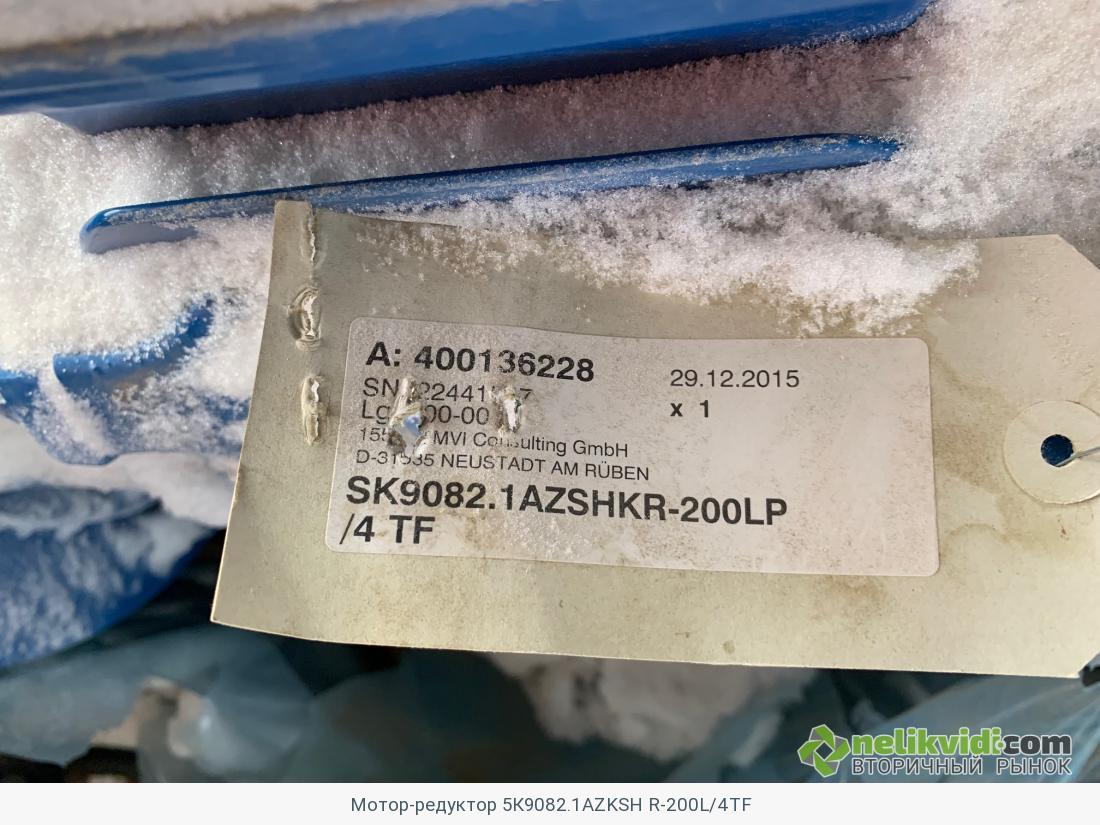 A: 400136228
29.12.2015
x 1
MVI Consulting GmbH
NEUSTADT AM RÜBEN
SK9082.1AZSHKR-200LP
/4 TF
nelikvidi.com
ВТОРИЧНЫЙ РЫНОК
Мотор-редуктор 5К9082.1AZKSH R-200L/4TF